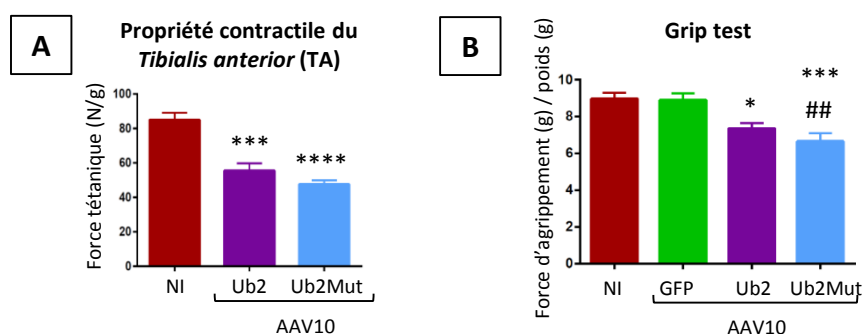 A
Propriété contractile du
Tibialis anterior (TA)
Force tétanique (N/g)
100
80
60
40
20
0
***
****
NI
Ub2
Ub2Mut
AAV10
B
Grip test
Force d'agrippement (g) / poids (g)
10
8
6
4
2
0
*
***
##
NI
GFP
Ub2
Ub2Mut
AAV10